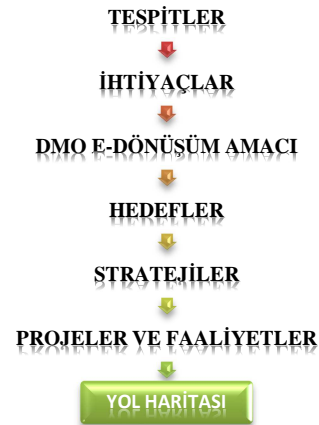 TESPİTLER
İHTİYAÇLAR
DMO E-DÖNÜŞÜM AMACI
HEDEFLER
STRATEJİLER
PROJELER VE FAALİYETLER
YOL HARİTASI